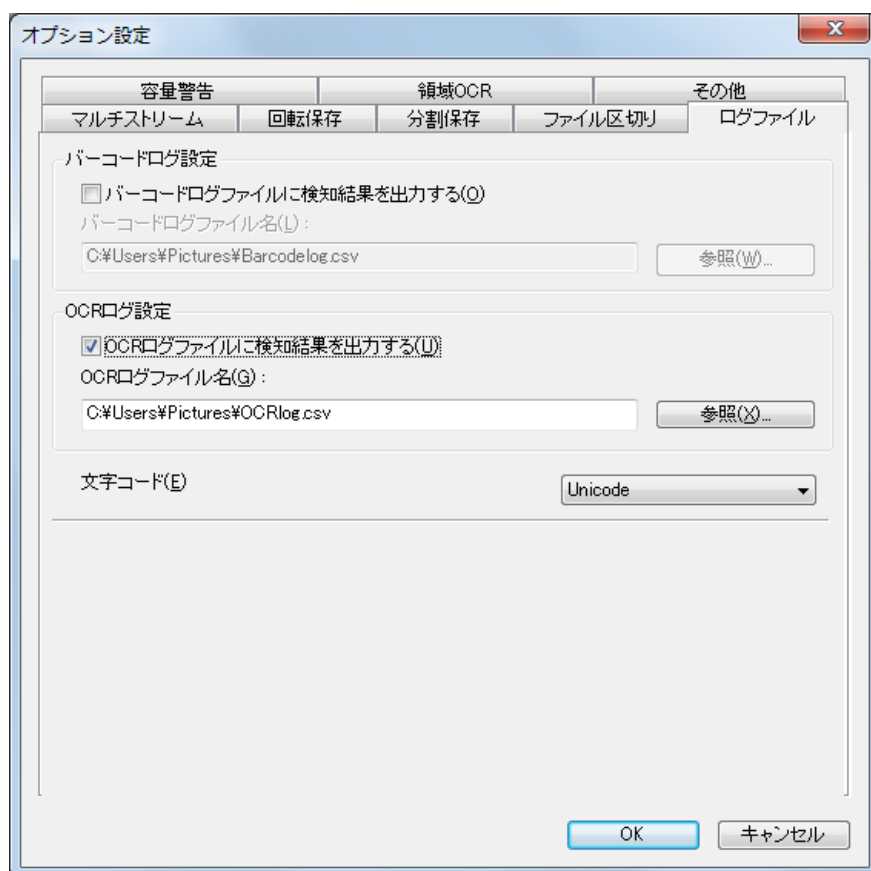 オプション設定
容量警告 領域OCR その他
マルチストリーム 回転保存 分割保存 ファイル区切り ログファイル
バーコードログ設定
バーコードログファイルに検知結果を出力する(O)
バーコードログファイル名(L):
C:¥Users¥Pictures¥Barcodelog.csv 参照(W)...
OCRログ設定
OCRログファイルに検知結果を出力する(U)
OCRログファイル名(G):
C:¥Users¥Pictures¥OCRlog.csv 参照(X)...
文字コード(E) Unicode
OK キャンセル